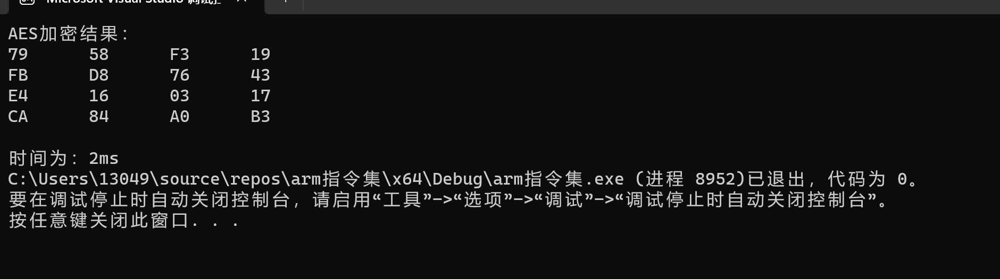 Microsoft Visual Studio 调试
AES加密结果：
79 58 F3 19
FB D8 76 43
E4 16 03 17
CA 84 A0 B3
时间为：2ms
C:\Users\13049\source\repos\arm指令集\x64\Debug\arm指令集.exe (进程 8952)已退出，代码为 0。
要在调试停止时自动关闭控制台，请启用“工具”->“选项”->“调试”->“调试停止时自动关闭控制台”。
按任意键关闭此窗口. . .